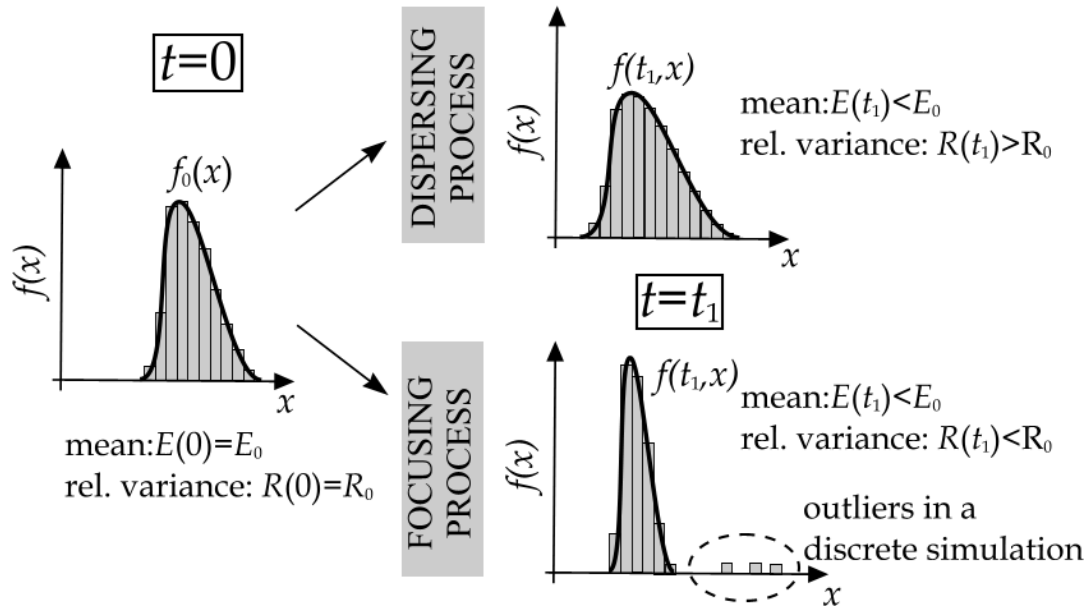 t=0
f(x)
f₀(x)
x
mean:E(0)=E₀
rel. variance: R(0)=R₀
DISPERSING
PROCESS
f(x)
f(t₁,x)
x
mean:E(t₁)<E₀
rel. variance: R(t₁)>R₀
t=t₁
FOCUSING
PROCESS
f(x)
f(t₁,x)
x
mean:E(t₁)<E₀
rel. variance: R(t₁)<R₀
outliers in a
discrete simulation